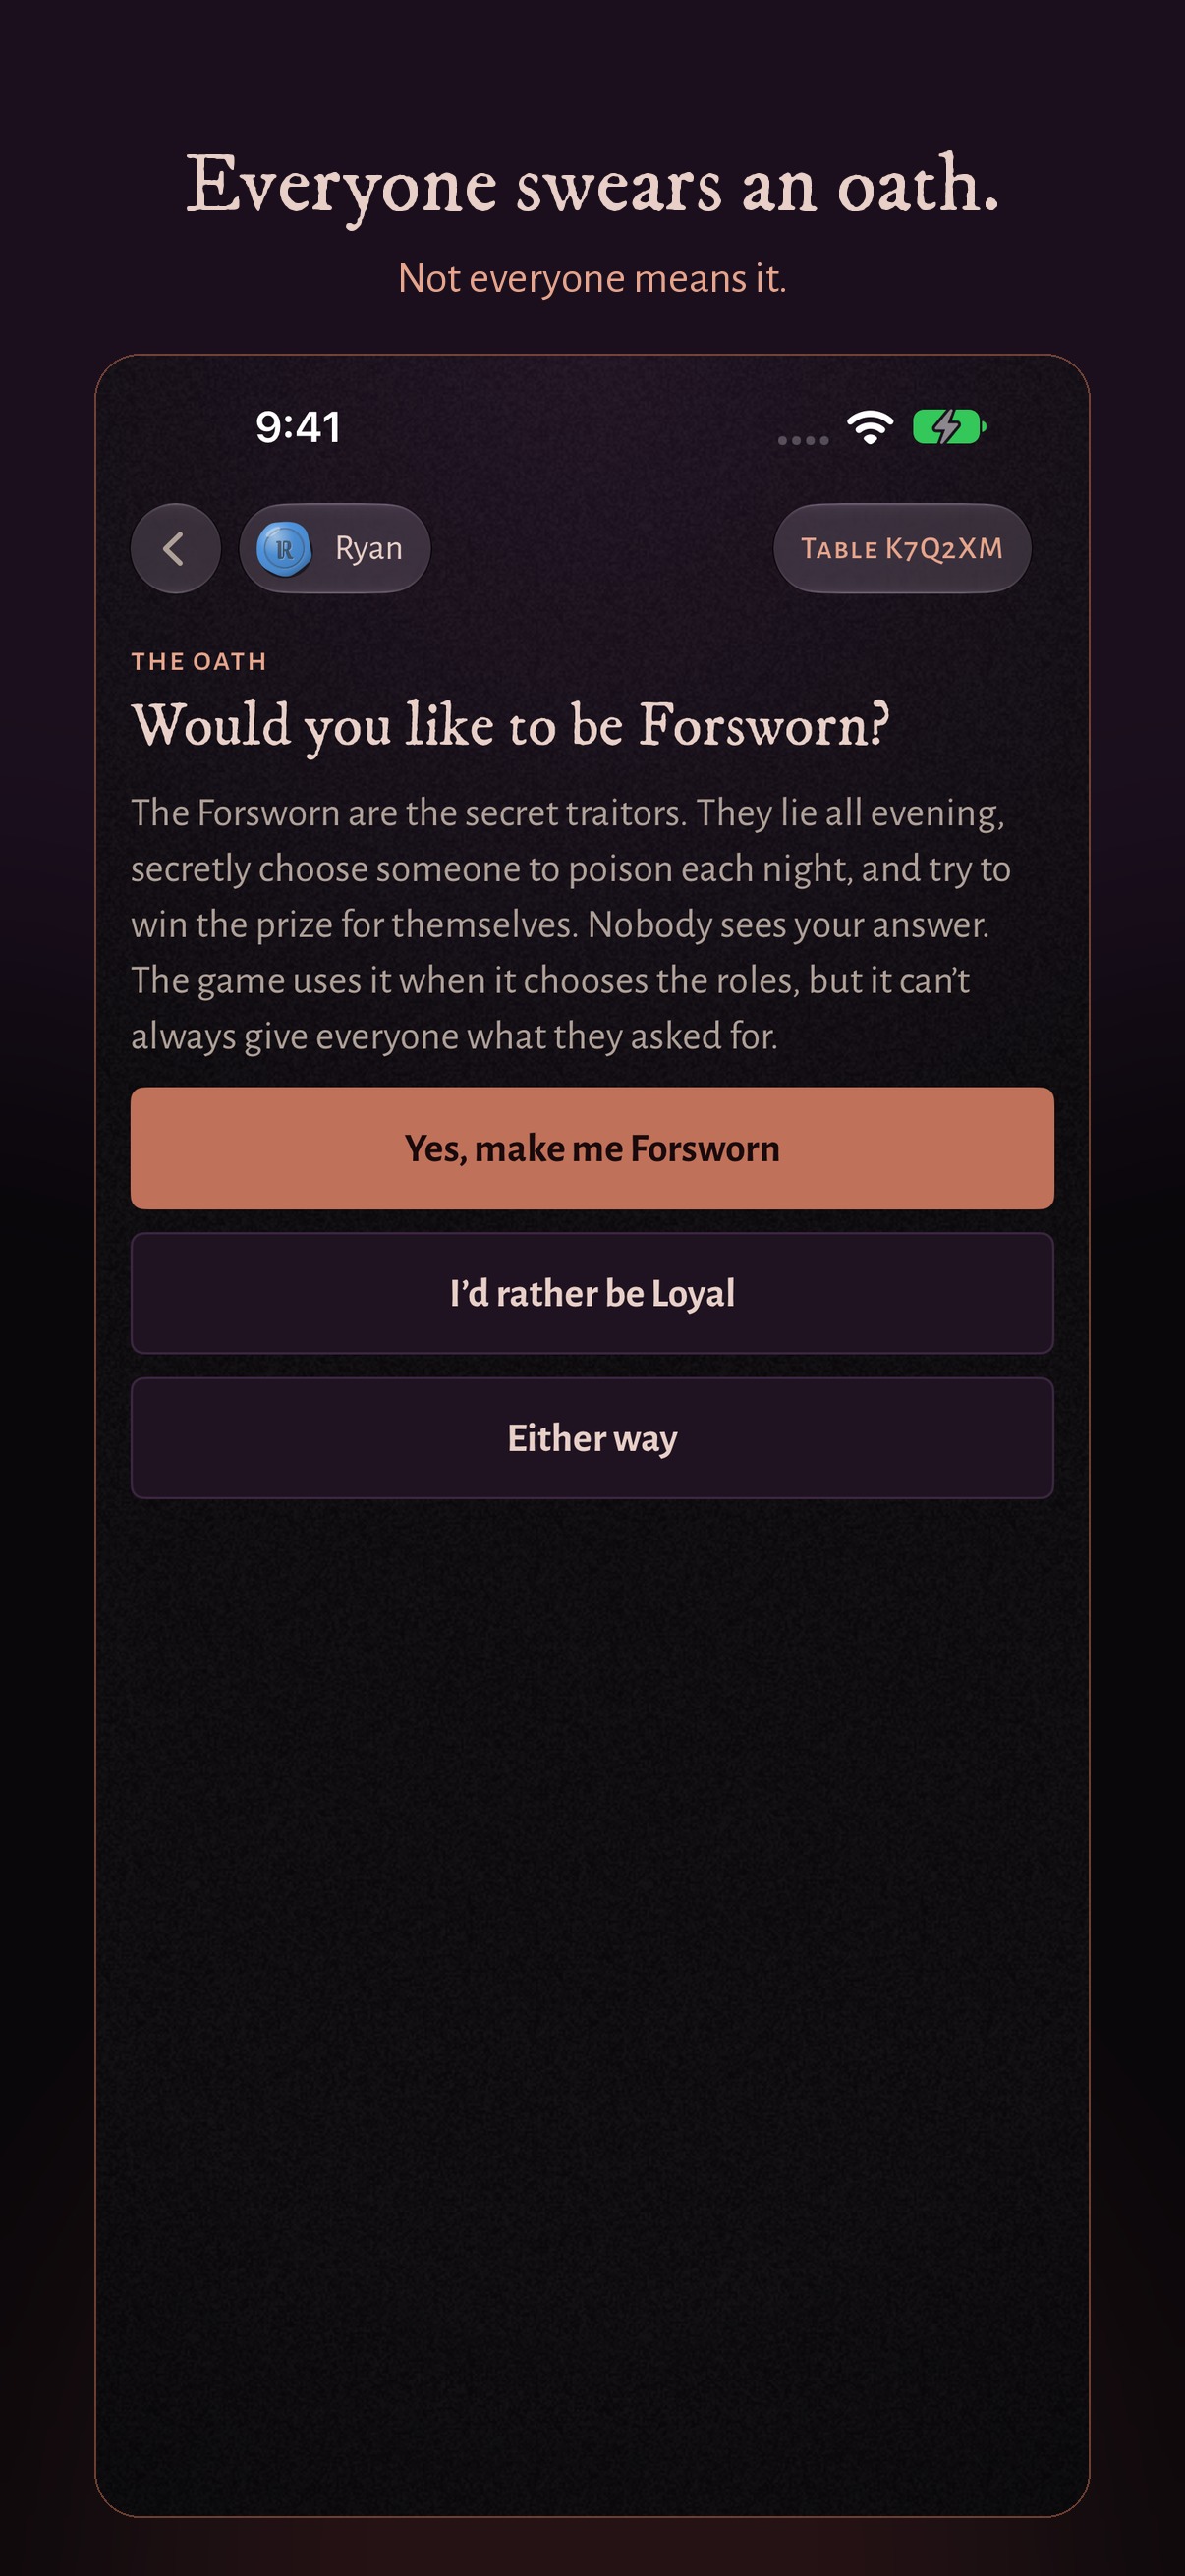 Everyone swears an oath.
Not everyone means it.
9:41
R Ryan
TABLE K7Q2XM
THE OATH
Would you like to be Forsworn?
The Forsworn are the secret traitors. They lie all evening,
secretly choose someone to poison each night, and try to
win the prize for themselves. Nobody sees your answer.
The game uses it when it chooses the roles, but it can’t
always give everyone what they asked for.
Yes, make me Forsworn
I’d rather be Loyal
Either way